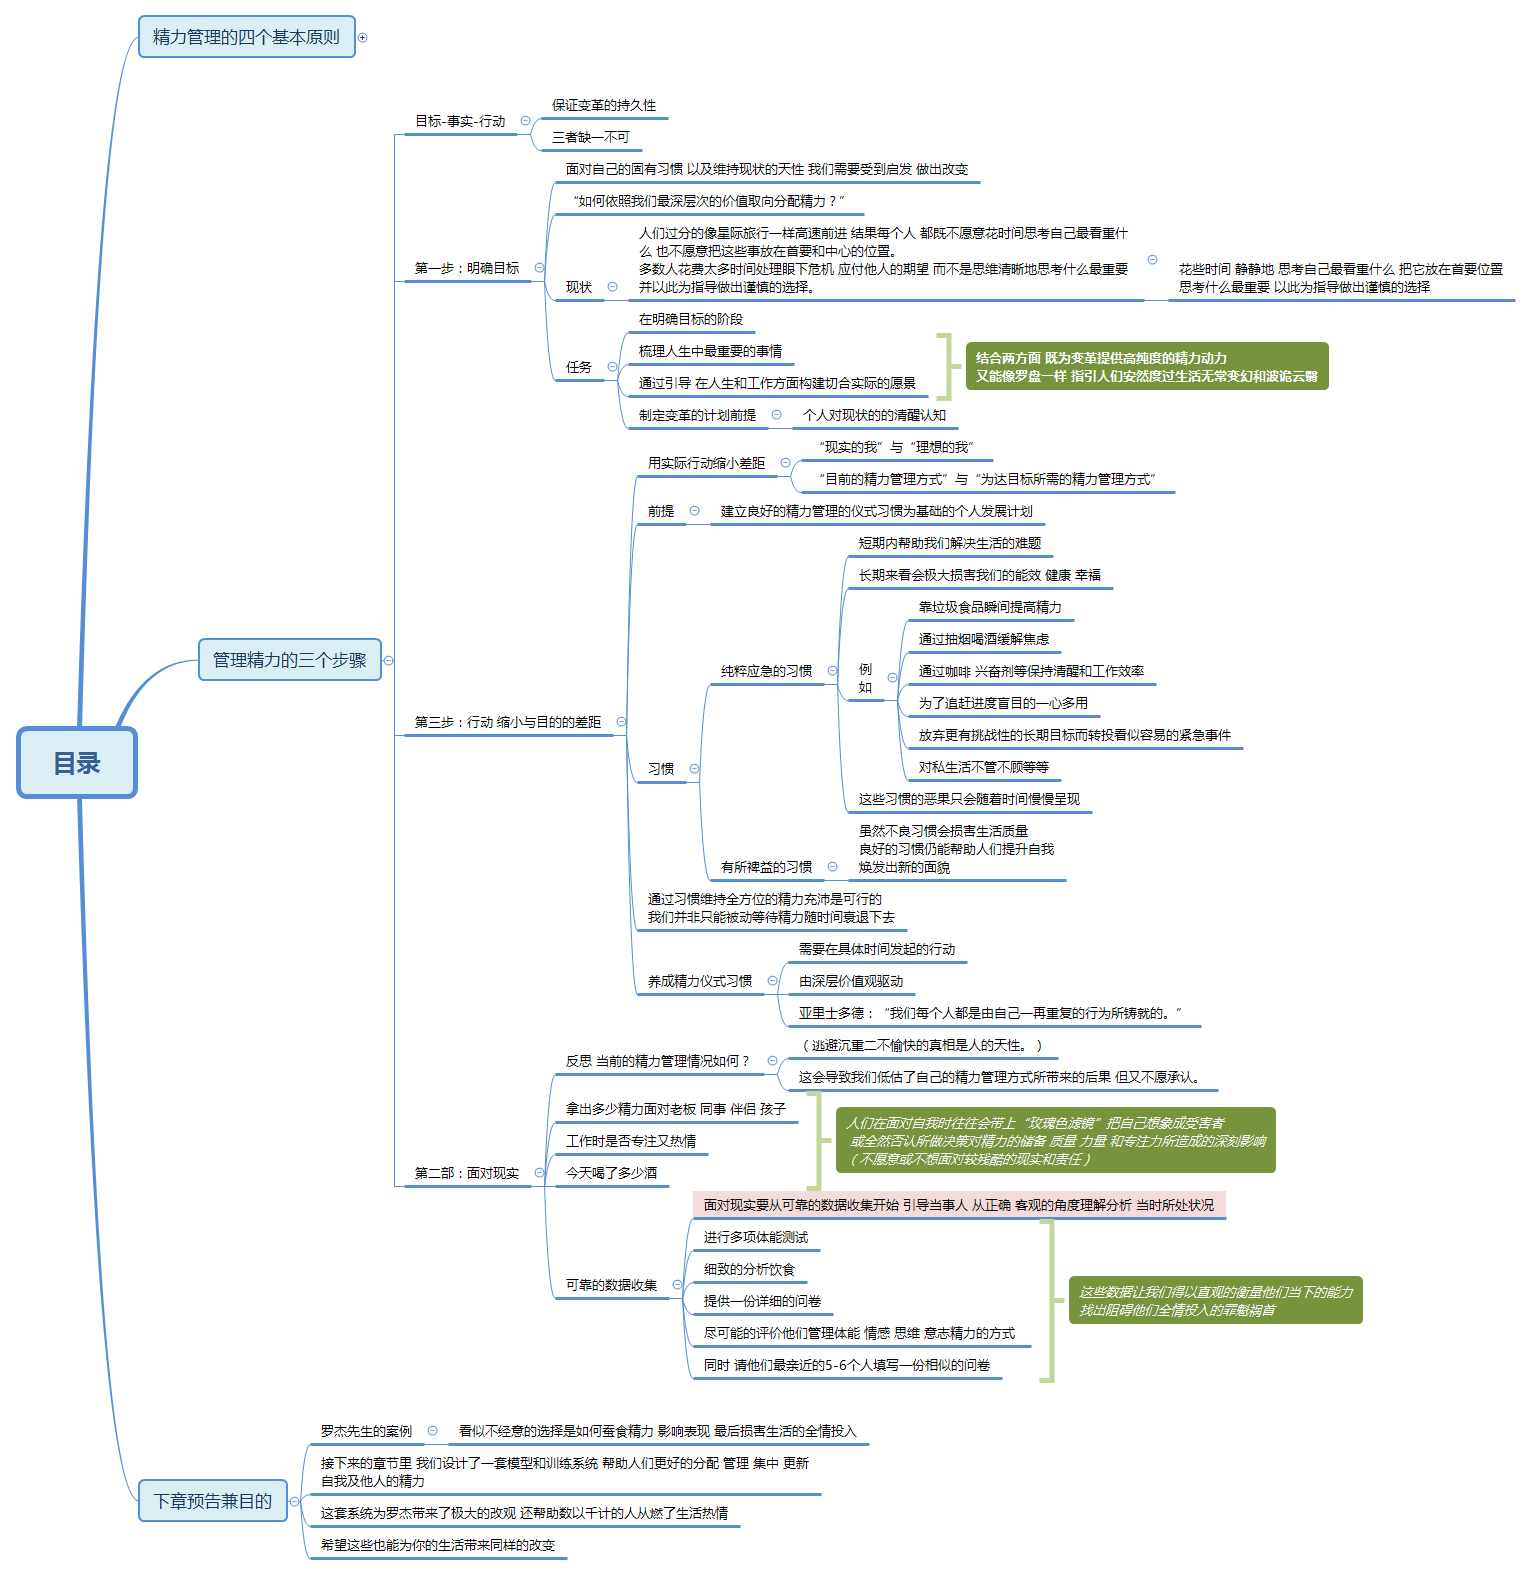 精力管理的四个基本原则
目录
管理精力的三个步骤
目标-事实-行动
保证变革的持久性
三者缺一不可
第一步：明确目标
面对自己的固有习惯 以及维持现状的天性 我们需要受到启发 做出改变
“如何依照我们最深层次的价值取向分配精力？”
现状
人们过分的像星际旅行一样高速前进 结果每个人 都既不愿意花时间思考自己最看重什
么 也不愿意把这些事放在首要和中心的位置。
多数人花费太多时间处理眼下危机 应付他人的期望 而不是思维清晰地思考什么最重要
并以此为指导做出谨慎的选择。
花些时间 静静地 思考自己最看重什么 把它放在首要位置
思考什么最重要 以此为指导做出谨慎的选择
任务
在明确目标的阶段
梳理人生中最重要的事情
通过引导 在人生和工作方面构建切合实际的愿景
结合两方面 既为变革提供高纯度的精力动力
又能像罗盘一样 指引人们安然度过生活无常变幻和波诡云翳
制定变革的计划前提
个人对现状的的清醒认知
第三步：行动 缩小与目的的差距
用实际行动缩小差距
“现实的我”与“理想的我”
“目前的精力管理方式”与“为达目标所需的精力管理方式”
前提
建立良好的精力管理的仪式习惯为基础的个人发展计划
习惯
纯粹应急的习惯
短期内帮助我们解决生活的难题
长期来看会极大损害我们的能效 健康 幸福
例
如
靠垃圾食品瞬间提高精力
通过抽烟喝酒缓解焦虑
通过咖啡 兴奋剂等保持清醒和工作效率
为了追赶进度盲目的一心多用
放弃更有挑战性的长期目标而转投看似容易的紧急事件
对私生活不管不顾等等
这些习惯的恶果只会随着时间慢慢呈现
有所裨益的习惯
虽然不良习惯会损害生活质量
良好的习惯仍能帮助人们提升自我
焕发出新的面貌
通过习惯维持全方位的精力充沛是可行的
我们并非只能被动等待精力随时间衰退下去
养成精力仪式习惯
需要在具体时间发起的行动
由深层价值观驱动
亚里士多德：“我们每个人都是由自己一再重复的行为所铸就的。”
第二部：面对现实
反思 当前的精力管理情况如何？
（逃避沉重二不愉快的真相是人的天性。）
这会导致我们低估了自己的精力管理方式所带来的后果 但又不愿承认。
拿出多少精力面对老板 同事 伴侣 孩子
工作时是否专注又热情
今天喝了多少酒
人们在面对自我时往往会带上“玫瑰色滤镜”把自己想象成受害者
或全然否认所做决策对精力的储备 质量 力量 和专注力所造成的深刻影响
（不愿意或不想面对较残酷的现实和责任）
可靠的数据收集
面对现实要从可靠的数据收集开始 引导当事人 从正确 客观的角度理解分析 当时所处状况
进行多项体能测试
细致的分析饮食
提供一份详细的问卷
尽可能的评价他们管理体能 情感 思维 意志精力的方式
同时 请他们最亲近的5-6个人填写一份相似的问卷
这些数据让我们得以直观的衡量他们当下的能力
找出阻碍他们全情投入的罪魁祸首
下章预告兼目的
罗杰先生的案例
看似不经意的选择是如何蚕食精力 影响表现 最后损害生活的全情投入
接下来的章节里 我们设计了一套模型和训练系统 帮助人们更好的分配 管理 集中 更新
自我及他人的精力
这套系统为罗杰带来了极大的改观 还帮助数以千计的人从燃了生活热情
希望这些也能为你的生活带来同样的改变